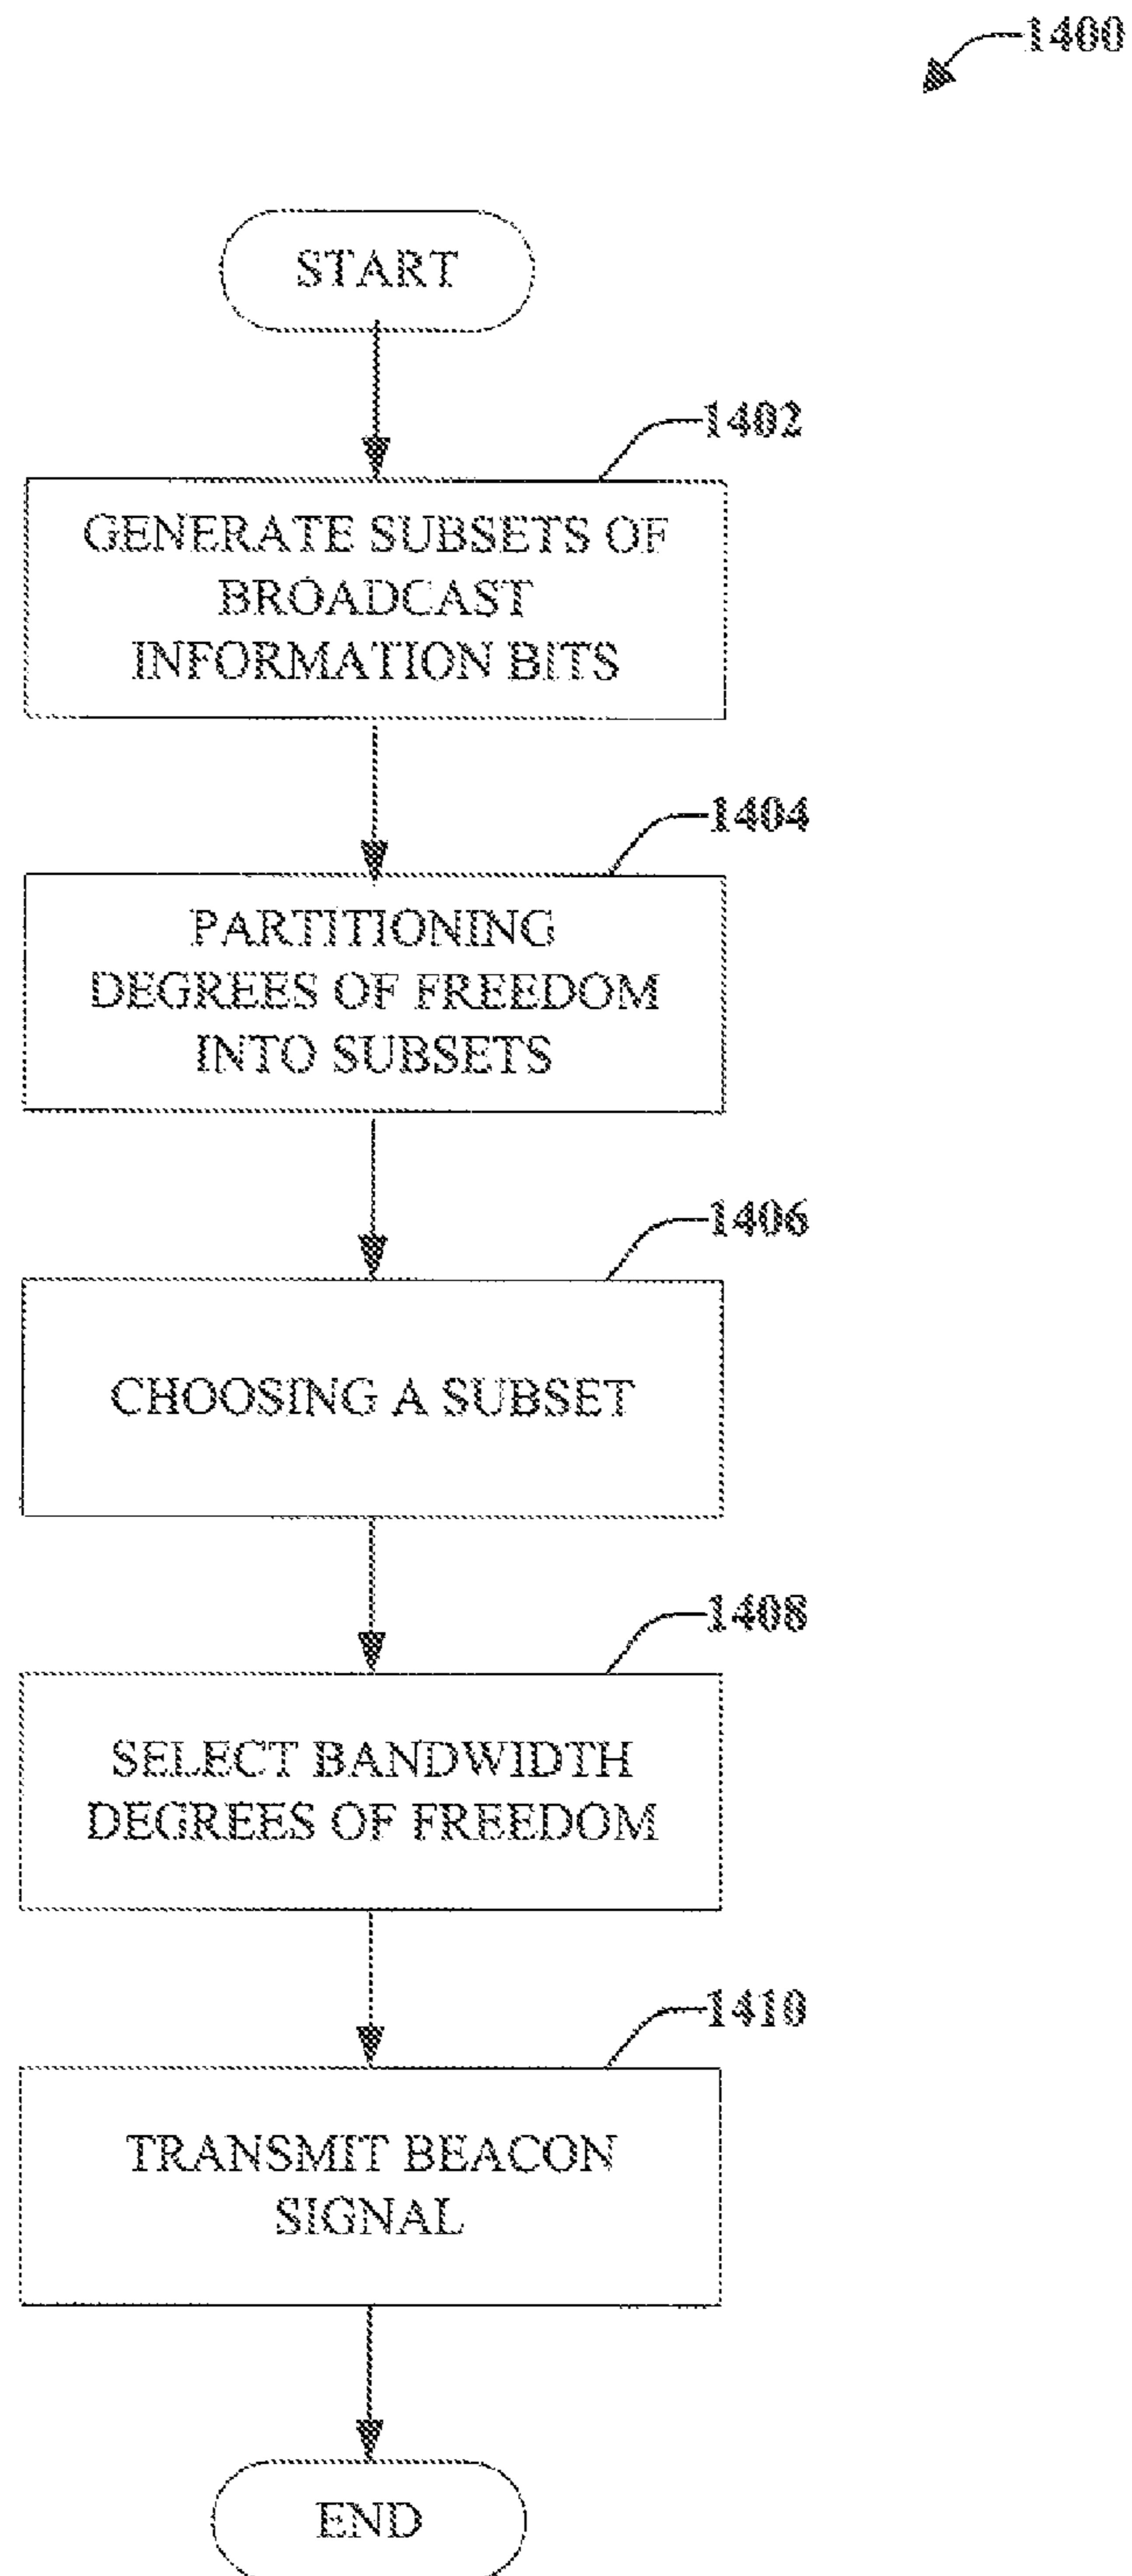 1400
START
1402
GENERATE SUBSETS OF
BROADCAST
INFORMATION BITS
1404
PARTITIONING
DEGREES OF FREEDOM
INTO SUBSETS
1406
CHOOSING A SUBSET
1408
SELECT BANDWIDTH
DEGREES OF FREEDOM
1410
TRANSMIT BEACON
SIGNAL
END